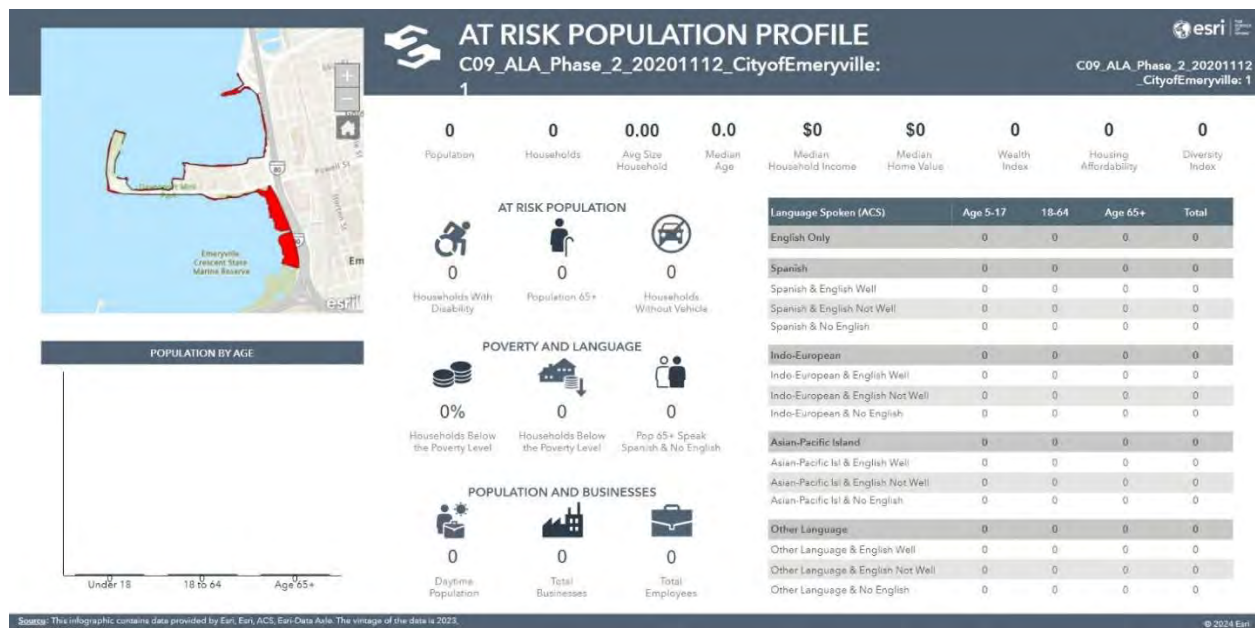 AT RISK POPULATION PROFILE
C09_ALA_Phase_2_20201112_CityofEmeryville:
1
esri
C09_ALA_Phase_2_20201112
_CityofEmeryville: 1
+
−
80
Powell St
Horton St
Emeryville
Crescent State
Marine Reserve
Em
esri
POPULATION BY AGE
0 0 0
Under 18 18 to 64 Age 65+
0 0 0.00 0.0 $0 $0 0 0 0
Population Households Avg Size Median Median Median Wealth Housing Diversity
Household Age Household Income Home Value Index Affordability Index
AT RISK POPULATION
0 0 0
Households With Population 65+ Households
Disability Without Vehicle
POVERTY AND LANGUAGE
0% 0 0
Households Below Households Below Pop 65+ Speak
the Poverty Level the Poverty Level Spanish & No English
POPULATION AND BUSINESSES
0 0 0
Daytime Total Total
Population Businesses Employees
Language Spoken (ACS) Age 5-17 18-64 Age 65+ Total
English Only 0 0 0 0
Spanish 0 0 0 0
Spanish & English Well 0 0 0 0
Spanish & English Not Well 0 0 0 0
Spanish & No English 0 0 0 0
Indo-European 0 0 0 0
Indo-European & English Well 0 0 0 0
Indo-European & English Not Well 0 0 0 0
Indo-European & No English 0 0 0 0
Asian-Pacific Island 0 0 0 0
Asian-Pacific Isl & English Well 0 0 0 0
Asian-Pacific Isl & English Not Well 0 0 0 0
Asian-Pacific Isl & No English 0 0 0 0
Other Language 0 0 0 0
Other Language & English Well 0 0 0 0
Other Language & English Not Well 0 0 0 0
Other Language & No English 0 0 0 0
Source: This infographic contains data provided by Esri, Esri, ACS, Esri-Data Axle. The vintage of the data is 2023,
© 2024 Esri